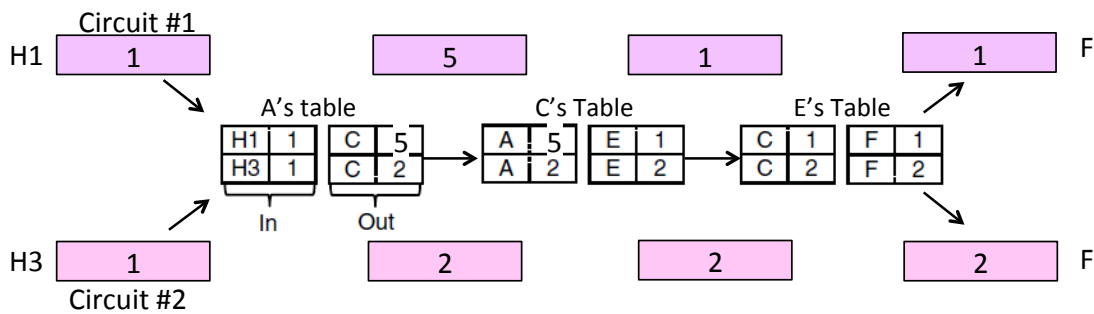 Circuit #1
H1 1 5 1 1 F
A's table C's Table E's Table
H1 1 C 5 A 5 E 1 C 1 F 1
H3 1 C 2 A 2 E 2 C 2 F 2
In Out
H3 1 2 2 2 F
Circuit #2